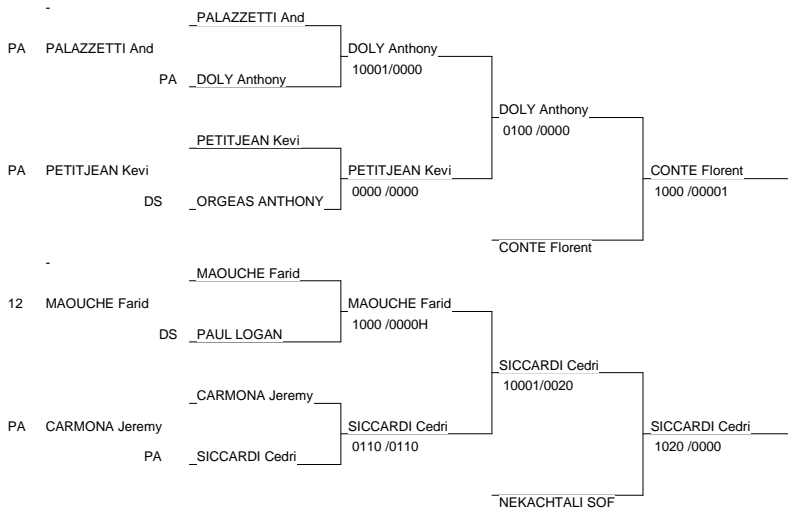 -
PALAZZETTI And
PA PALAZZETTI And DOLY Anthony
10001/0000
PA DOLY Anthony
DOLY Anthony
0100 /0000
PETITJEAN Kevi
PA PETITJEAN Kevi PETITJEAN Kevi CONTE Florent
0000 /0000 1000 /00001
DS ORGEAS ANTHONY
CONTE Florent
-
MAOUCHE Farid
12 MAOUCHE Farid MAOUCHE Farid
1000 /0000H
DS PAUL LOGAN
SICCARDI Cedri
10001/0020
CARMONA Jeremy
PA CARMONA Jeremy SICCARDI Cedri SICCARDI Cedri
0110 /0110 1020 /0000
PA SICCARDI Cedri
NEKACHTALI SOF